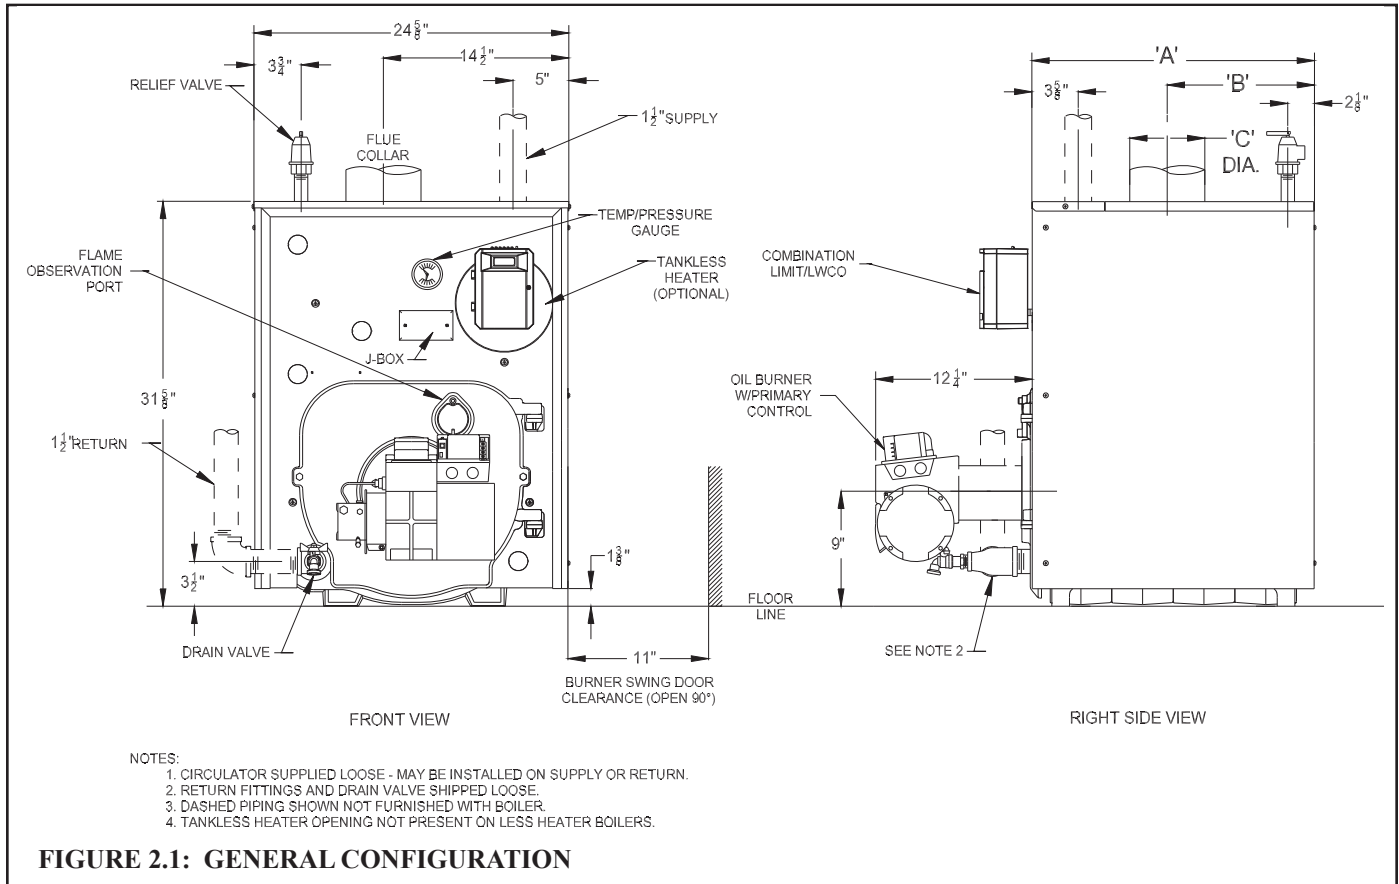 24 5/8"
14 1/2"
3 3/4"
5"
RELIEF VALVE
FLUE
COLLAR
1 1/2" SUPPLY
TEMP/PRESSURE
GAUGE
FLAME
OBSERVATION
PORT
TANKLESS
HEATER
(OPTIONAL)
J-BOX
31 5/8"
1 1/2" RETURN
3 1/2"
1 3/8"
DRAIN VALVE
11"
BURNER SWING DOOR
CLEARANCE (OPEN 90°)
FLOOR
LINE
FRONT VIEW
'A'
'B'
3 5/8"
2 1/8"
'C'
DIA.
COMBINATION
LIMIT/LWCO
12 1/4"
OIL BURNER
W/PRIMARY
CONTROL
9"
SEE NOTE 2
RIGHT SIDE VIEW
NOTES:
1. CIRCULATOR SUPPLIED LOOSE - MAY BE INSTALLED ON SUPPLY OR RETURN.
2. RETURN FITTINGS AND DRAIN VALVE SHIPPED LOOSE.
3. DASHED PIPING SHOWN NOT FURNISHED WITH BOILER.
4. TANKLESS HEATER OPENING NOT PRESENT ON LESS HEATER BOILERS.
FIGURE 2.1: GENERAL CONFIGURATION